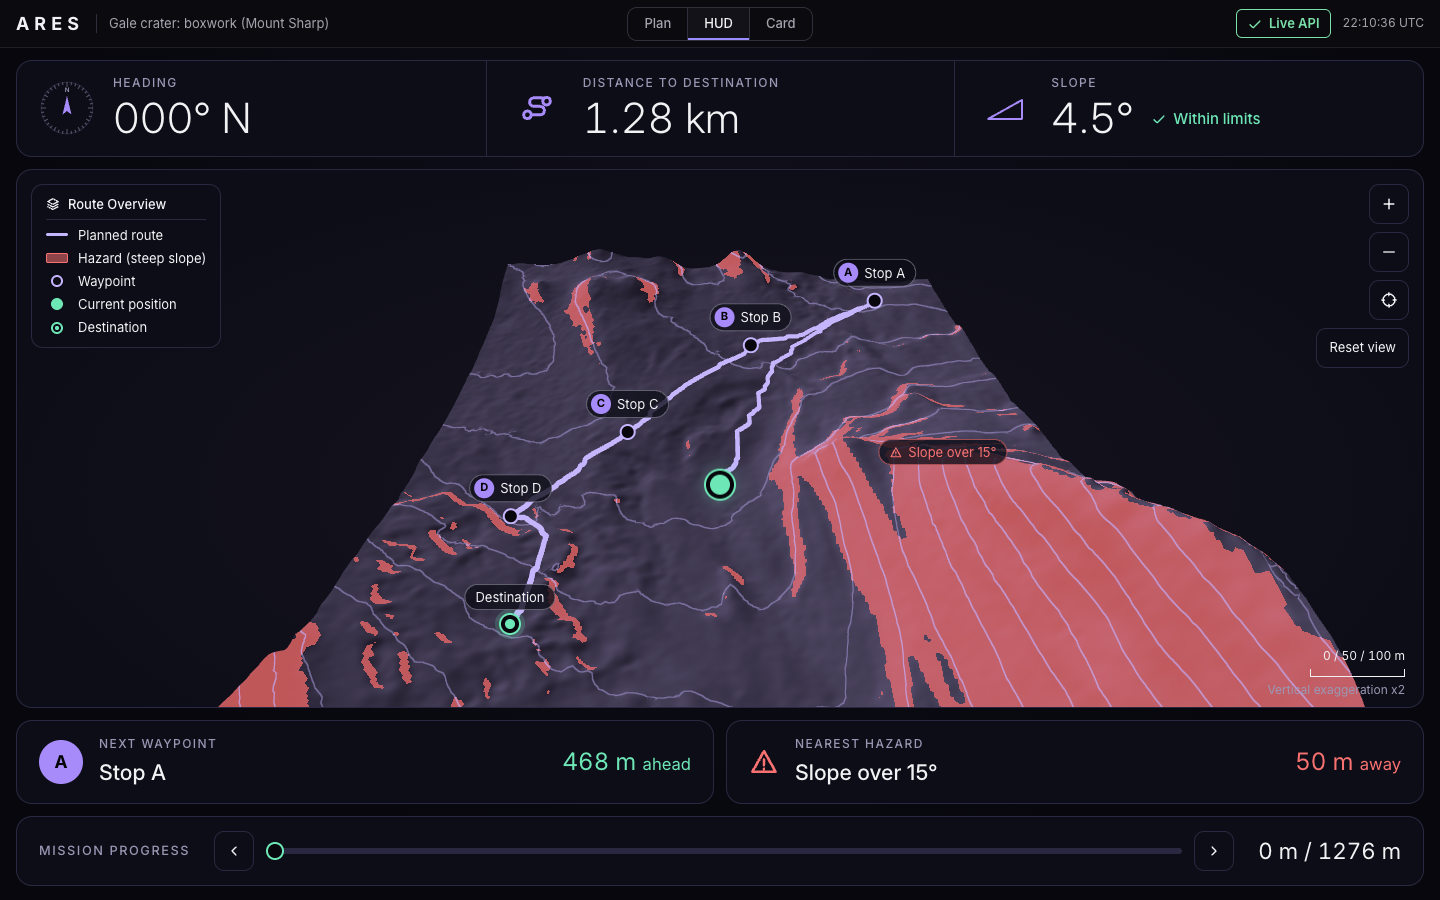 ARES
Gale crater: boxwork (Mount Sharp)
Plan
HUD
Card
Live API
22:10:36 UTC
HEADING
N
000° N
DISTANCE TO DESTINATION
1.28 km
SLOPE
4.5°
Within limits
Route Overview
Planned route
Hazard (steep slope)
Waypoint
Current position
Destination
Reset view
A Stop A
B Stop B
C Stop C
Slope over 15°
D Stop D
Destination
0 / 50 / 100 m
Vertical exaggeration x2
A
NEXT WAYPOINT
Stop A
468 m ahead
NEAREST HAZARD
Slope over 15°
50 m away
MISSION PROGRESS
0 m / 1276 m